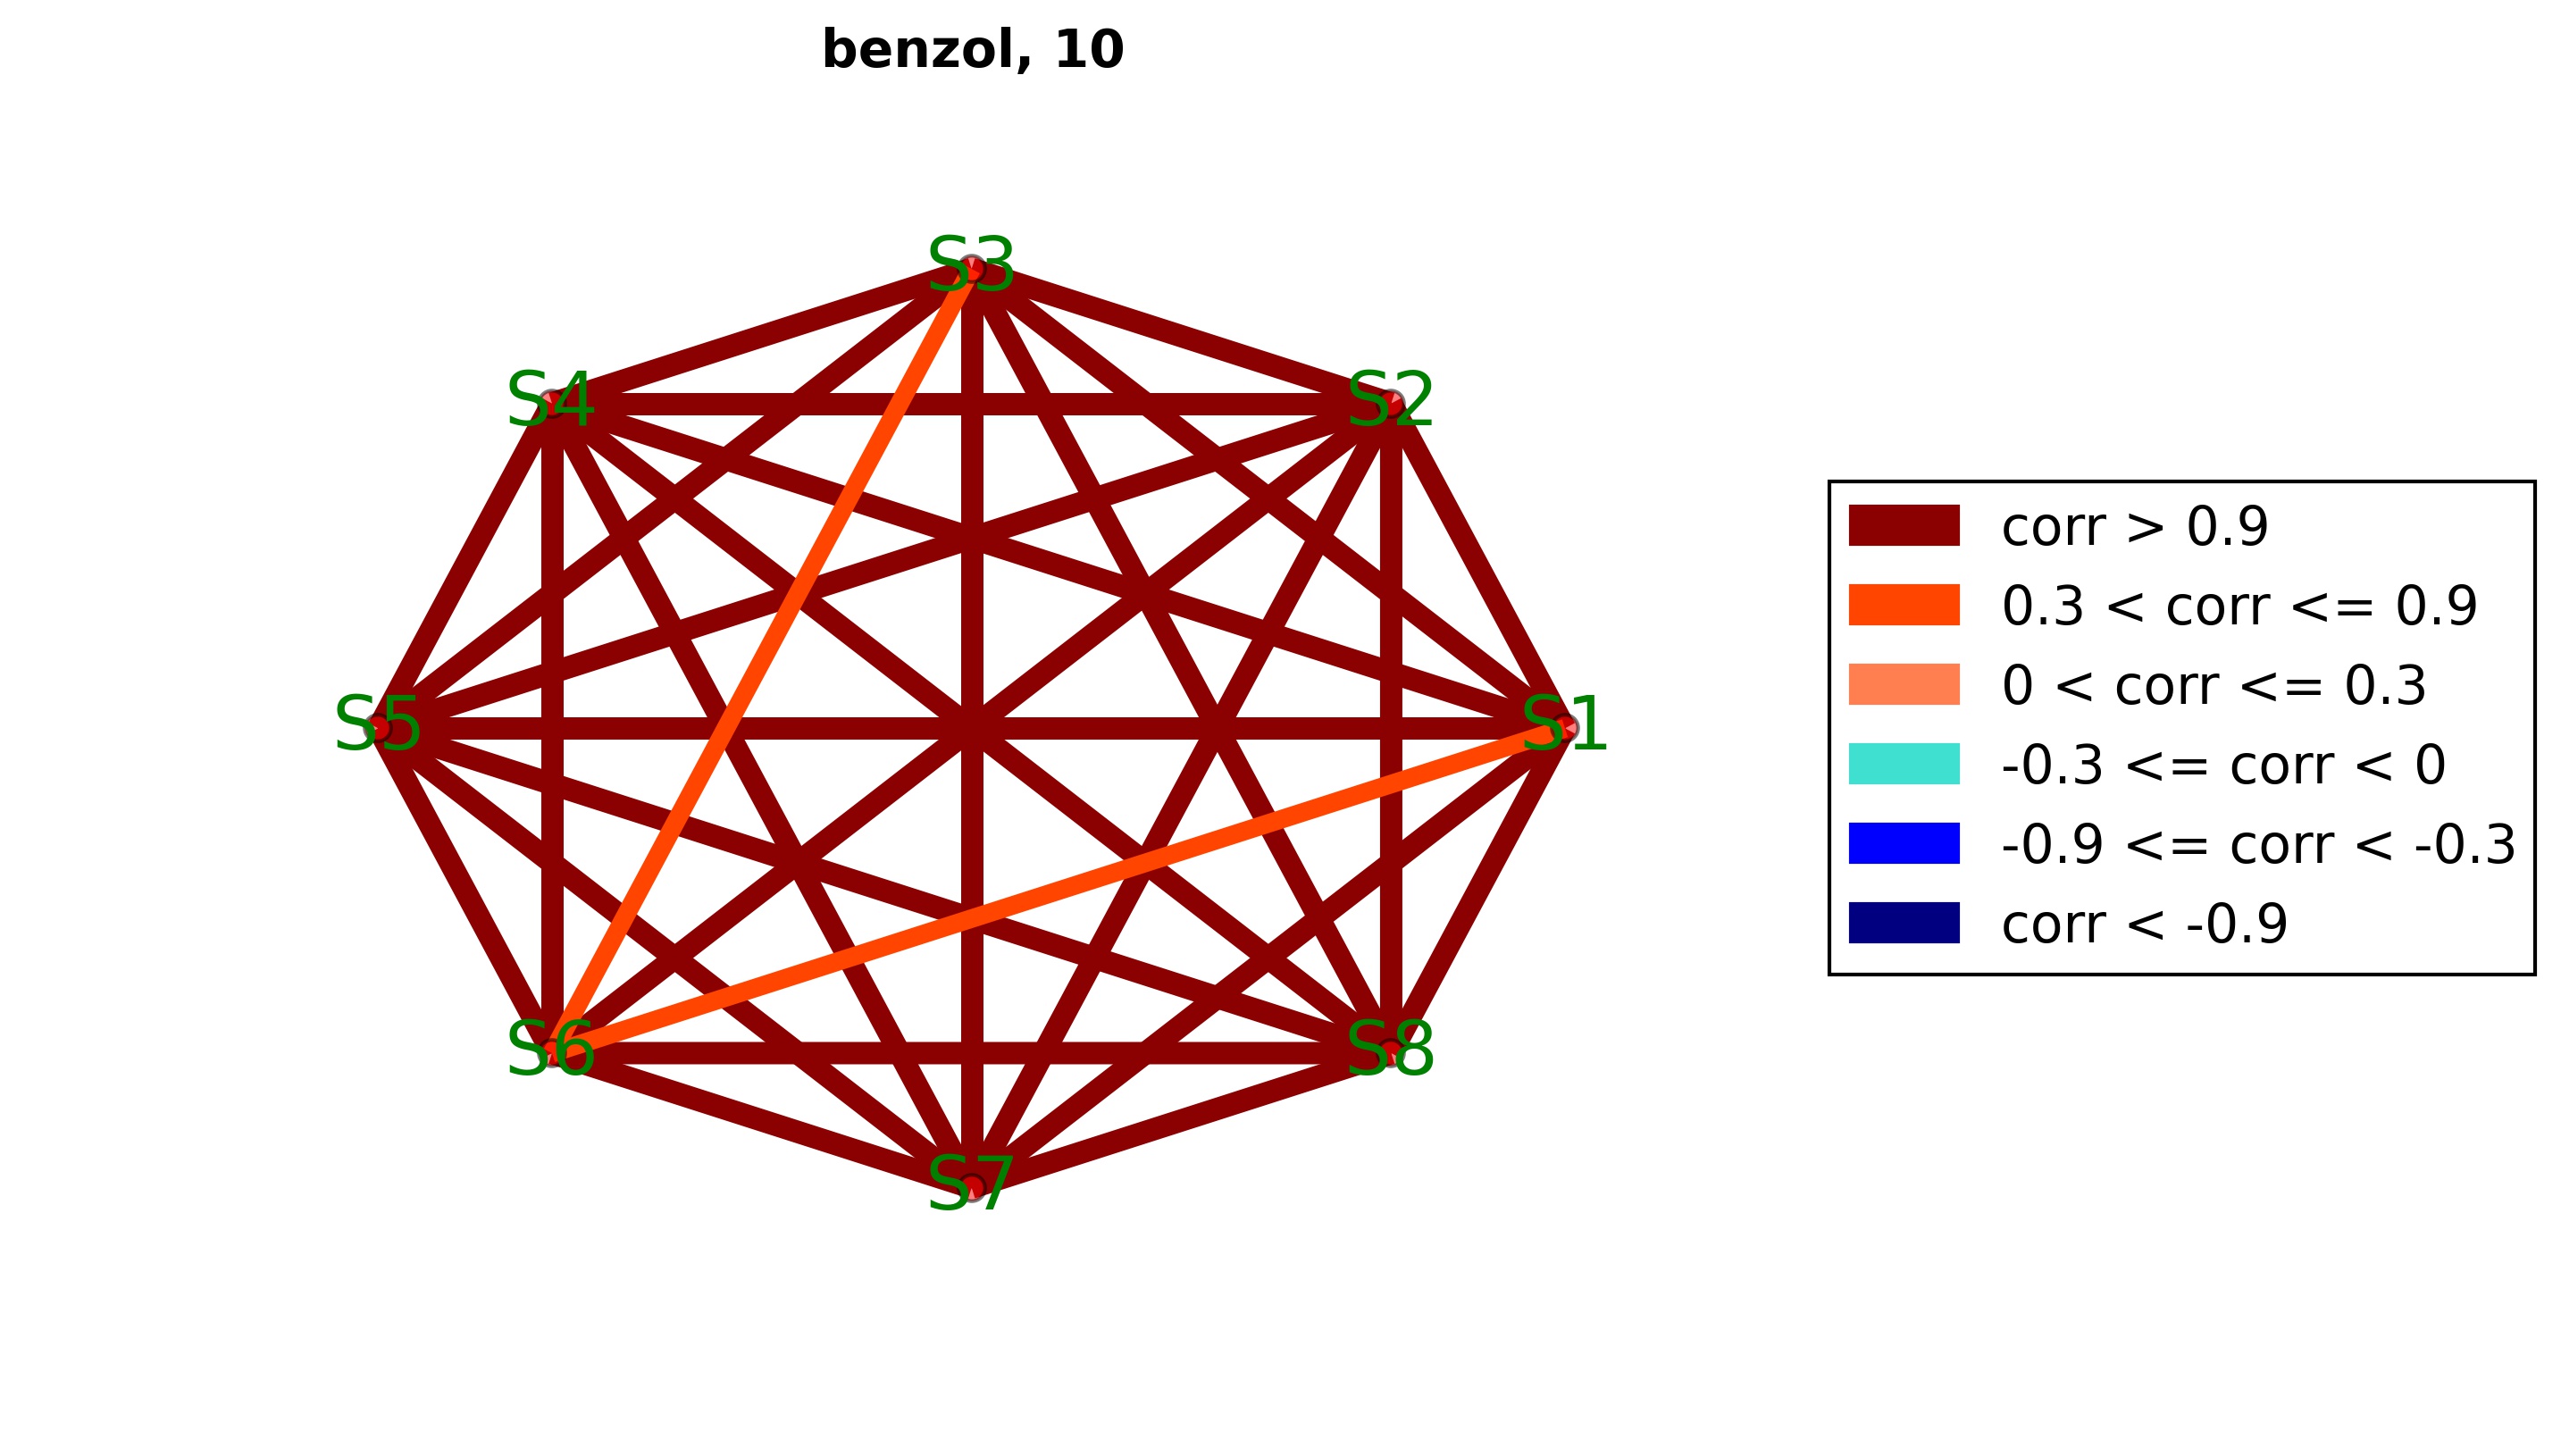 benzol, 10
S3
S4
S2
S5
S1
S6
S8
S7
corr > 0.9
0.3 < corr <= 0.9
0 < corr <= 0.3
-0.3 <= corr < 0
-0.9 <= corr < -0.3
corr < -0.9